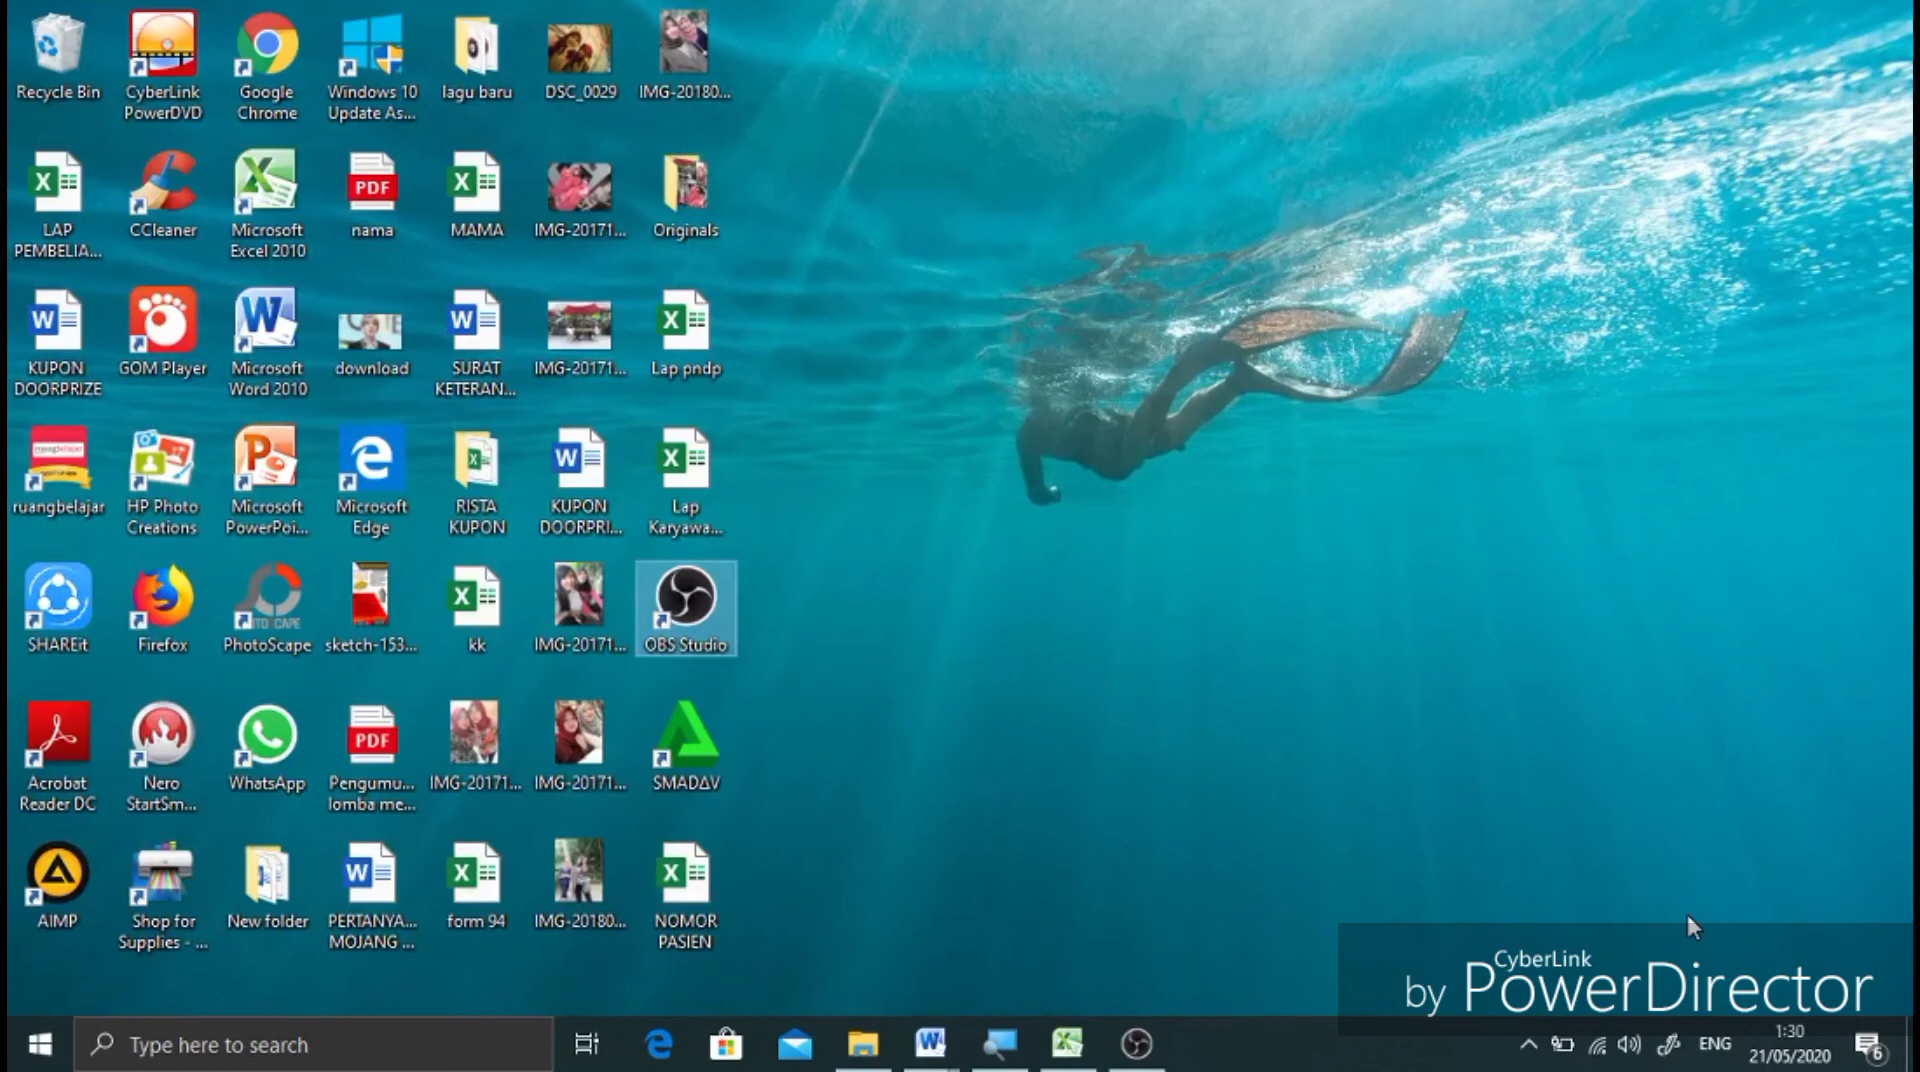 Recycle Bin
CyberLink
PowerDVD
Google
Chrome
Windows 10
Update As...
lagu baru
DSC_0029
IMG-20180...
LAP
PEMBELIA...
CCleaner
Microsoft
Excel 2010
PDF
nama
MAMA
IMG-20171...
Originals
KUPON
DOORPRIZE
GOM Player
Microsoft
Word 2010
download
SURAT
KETERAN...
IMG-20171...
Lap pndp
ruangbelajar
HP Photo
Creations
Microsoft
PowerPoi...
Microsoft
Edge
RISTA
KUPON
KUPON
DOORPRI...
Lap
Karyawa...
SHAREit
Firefox
PhotoScape
sketch-153...
kk
IMG-20171...
OBS Studio
Acrobat
Reader DC
Nero
StartSm...
WhatsApp
PDF
Pengumu...
lomba me...
IMG-20171...
IMG-20171...
SMADΔV
AIMP
Shop for
Supplies - ...
New folder
PERTANYA...
MOJANG ...
form 94
IMG-20180...
NOMOR
PASIEN
CyberLink
by PowerDirector
Type here to search
ENG
1:30
21/05/2020
6